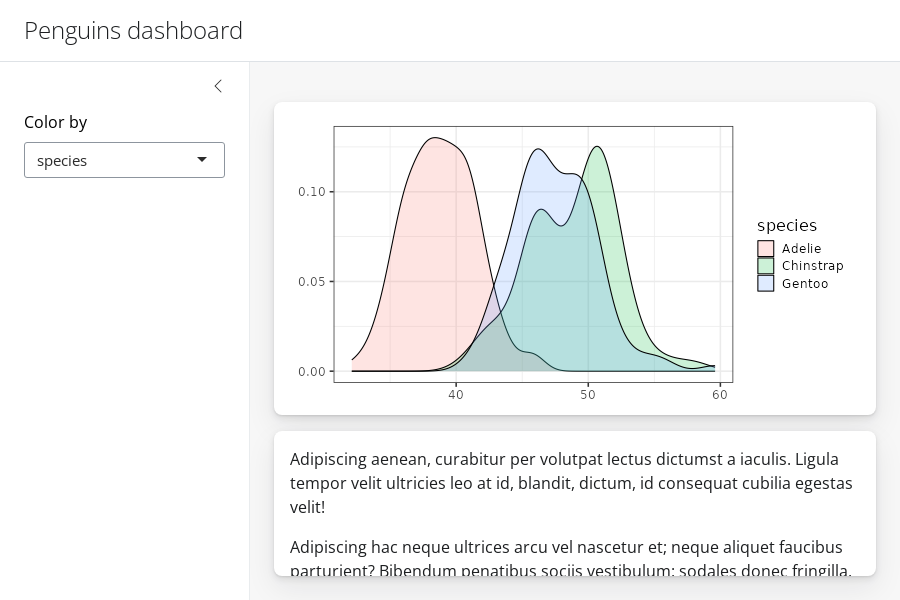 Penguins dashboard
Color by
species
0.10
0.05
0.00
40
50
60
species
Adelie
Chinstrap
Gentoo
Adipiscing aenean, curabitur per volutpat lectus dictumst a iaculis. Ligula
tempor velit ultricies leo at id, blandit, dictum, id consequat cubilia egestas
velit!
Adipiscing hac neque ultrices arcu vel nascetur et; neque aliquet faucibus
parturient? Bibendum penatibus sociis vestibulum; sodales donec fringilla.